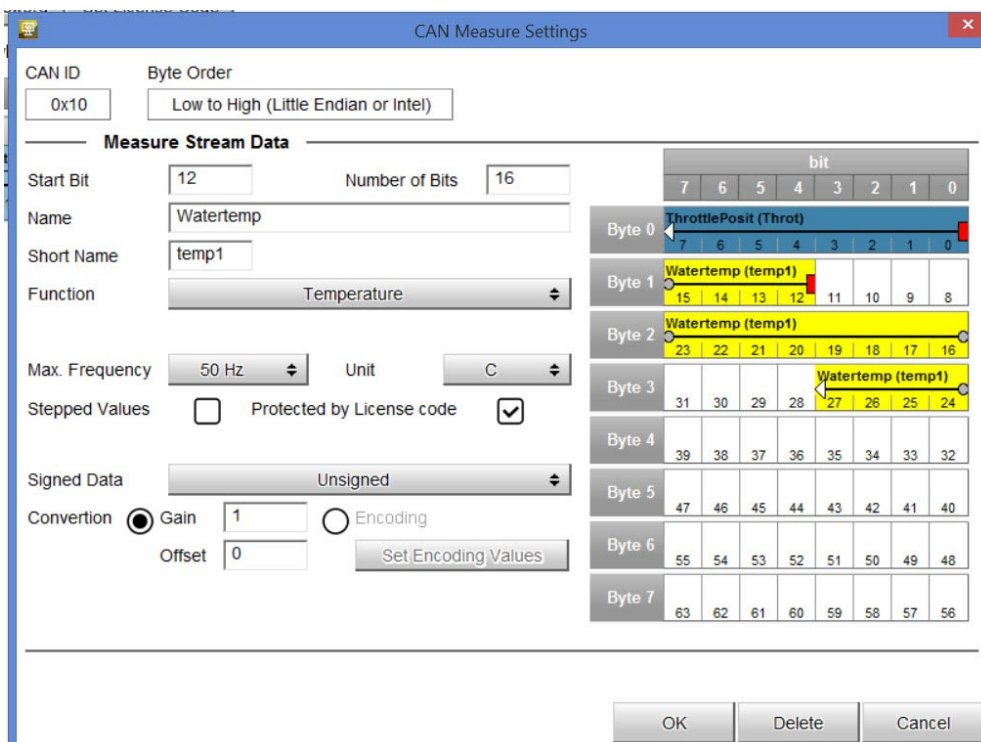 CAN Measure Settings
CAN ID Byte Order
0x10 Low to High (Little Endian or Intel)
Measure Stream Data
Start Bit 12 Number of Bits 16
Name Watertemp
Short Name temp1
Function Temperature
Max. Frequency 50 Hz Unit C
Stepped Values Protected by License code
Signed Data Unsigned
Convertion Gain 1 Encoding
Offset 0 Set Encoding Values
bit
7 6 5 4 3 2 1 0
Byte 0 ThrottlePosit (Throt)
7 6 5 4 3 2 1 0
Byte 1 Watertemp (temp1)
15 14 13 12 11 10 9 8
Byte 2 Watertemp (temp1)
23 22 21 20 19 18 17 16
Byte 3 Watertemp (temp1)
31 30 29 28 27 26 25 24
Byte 4
39 38 37 36 35 34 33 32
Byte 5
47 46 45 44 43 42 41 40
Byte 6
55 54 53 52 51 50 49 48
Byte 7
63 62 61 60 59 58 57 56
OK Delete Cancel